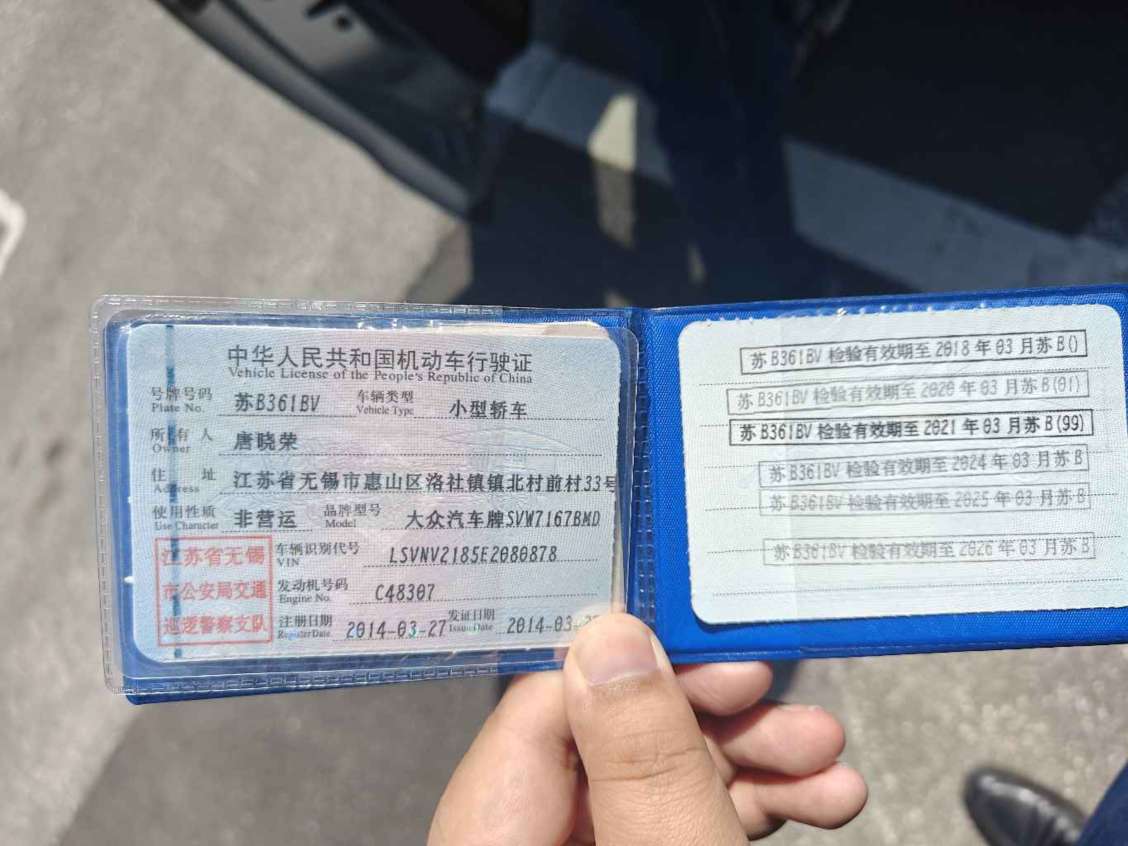 中华人民共和国机动车行驶证
Vehicle License of the People's Republic of China
号牌号码 苏B361BV 车辆类型 小型轿车
Plate No. Vehicle Type
所有人 唐晓荣
Owner
住址 江苏省无锡市惠山区洛社镇镇北村前村33号
Address
使用性质 非营运 品牌型号 大众汽车牌SVW7167BMD
Use Character Model
江苏省无锡
市公安局交通
巡逻警察支队
车辆识别代号 LSVNV2185E2080878
VIN
发动机号码 C48307
Engine No.
注册日期 2014-03-27 发证日期 2014-03-
Register Date Issue Date
苏B361BV 检验有效期至 2018 年 03 月苏B()
苏B361BV 检验有效期至 2020 年 03 月苏B(01)
苏B361BV 检验有效期至 2021 年 03 月苏B(99)
苏B361BV 检验有效期至 2024 年 03 月苏B
苏B361BV 检验有效期至 2025 年 03 月苏B
苏B361BV 检验有效期至 2026 年 03 月苏B